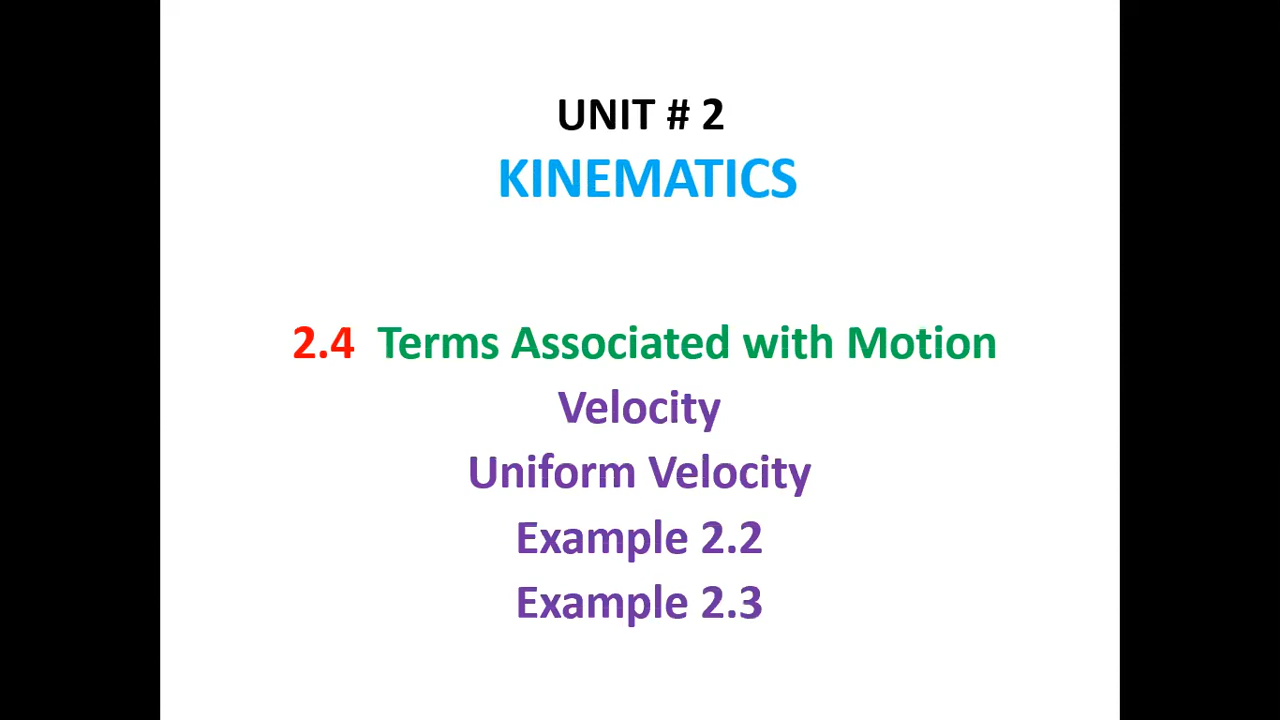 UNIT # 2
KINEMATICS
2.4 Terms Associated with Motion
Velocity
Uniform Velocity
Example 2.2
Example 2.3